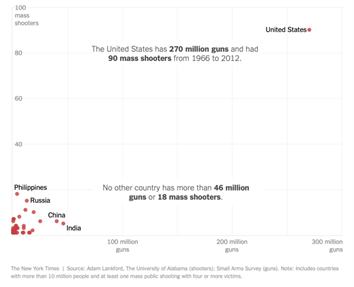 100
mass
shooters
United States
The United States has 270 million guns and had
90 mass shooters from 1966 to 2012.
80
60
40
Philippines
Russia
No other country has more than 46 million
guns or 18 mass shooters.
China
India
100 million
guns
200 million
guns
300 million
guns
The New York Times | Source: Adam Lankford, The University of Alabama (shooters); Small Arms Survey (guns). Note: Includes countries
with more than 10 million people and at least one mass public shooting with four or more victims.